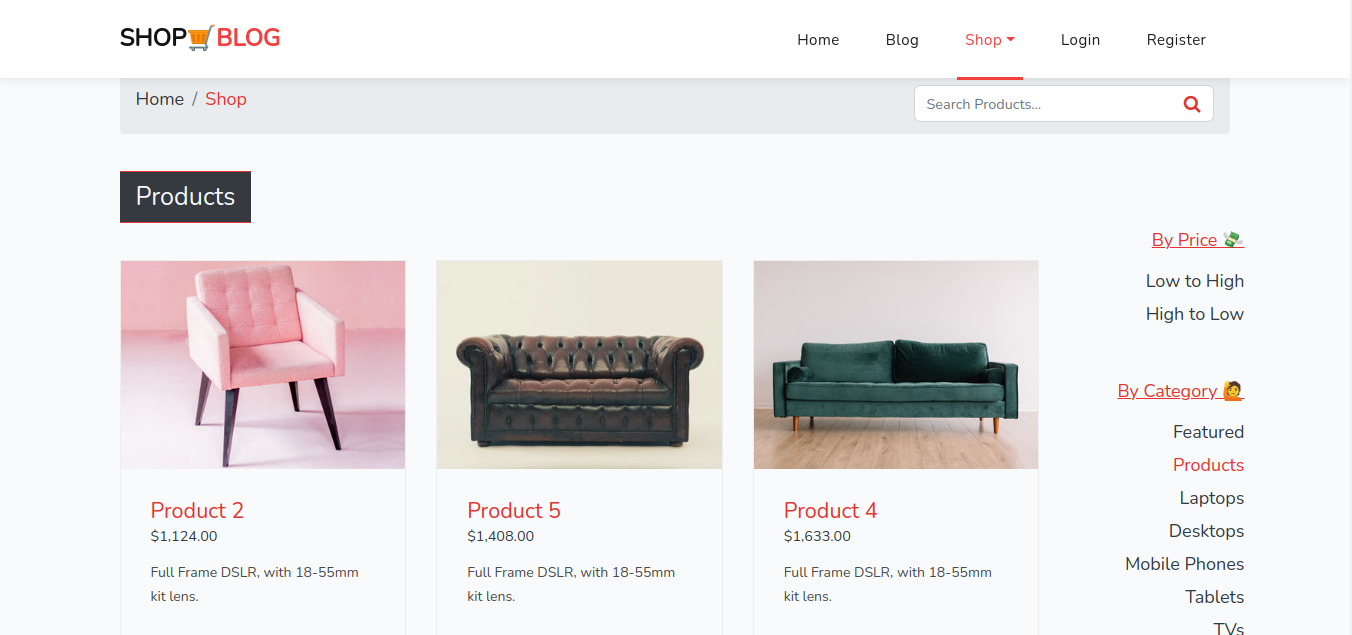 SHOP🛒BLOG
Home Blog Shop Login Register
Home / Shop
Search Products...
Products
By Price 💸
Low to High
High to Low
By Category 🙋
Featured
Products
Laptops
Desktops
Mobile Phones
Tablets
TVs
Product 2
$1,124.00
Full Frame DSLR, with 18-55mm
kit lens.
Product 5
$1,408.00
Full Frame DSLR, with 18-55mm
kit lens.
Product 4
$1,633.00
Full Frame DSLR, with 18-55mm
kit lens.